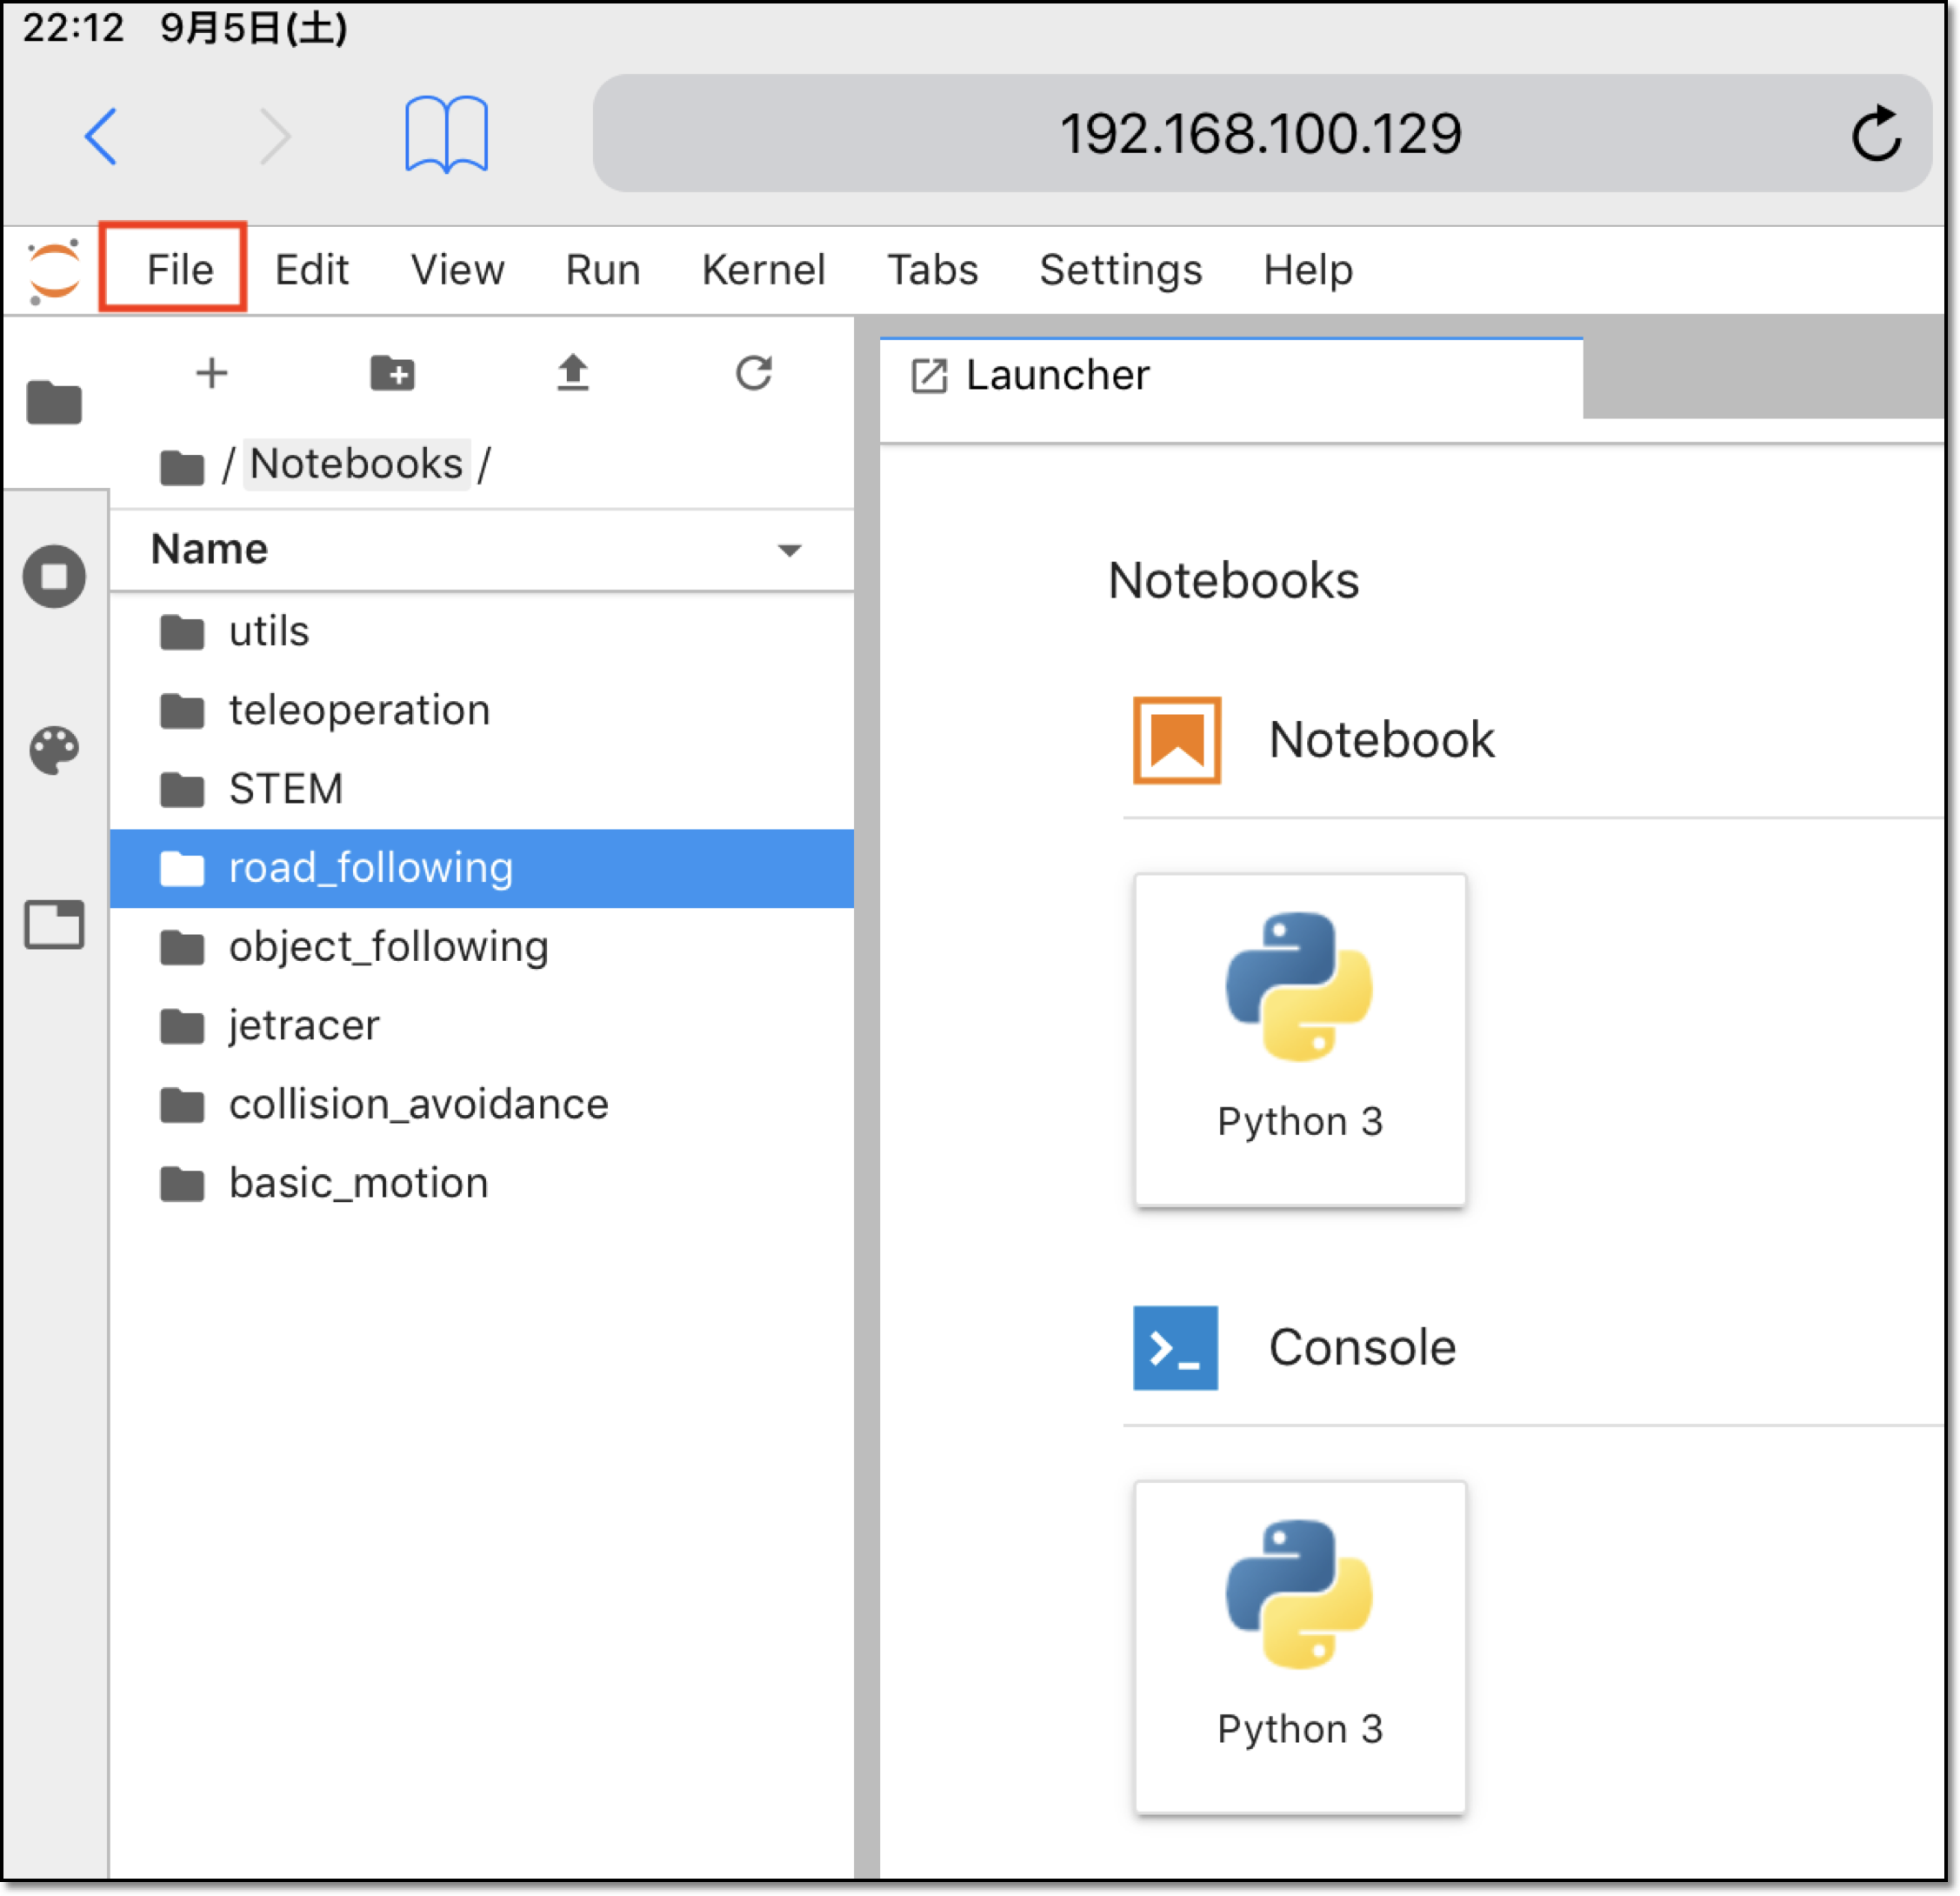 22:12 9月5日(土)
192.168.100.129
File Edit View Run Kernel Tabs Settings Help
Launcher
/ Notebooks /
Name
utils
teleoperation
STEM
road_following
object_following
jetracer
collision_avoidance
basic_motion
Notebooks
Notebook
Python 3
Console
Python 3